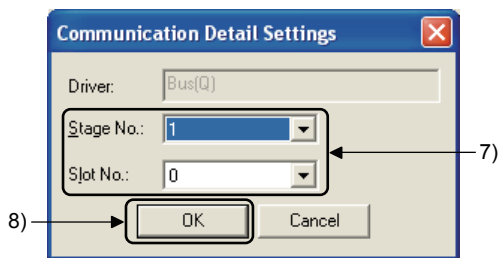 Communication Detail Settings
Driver: Bus(Q)
Stage No.: 1
7)
Slot No.: 0
8) OK Cancel